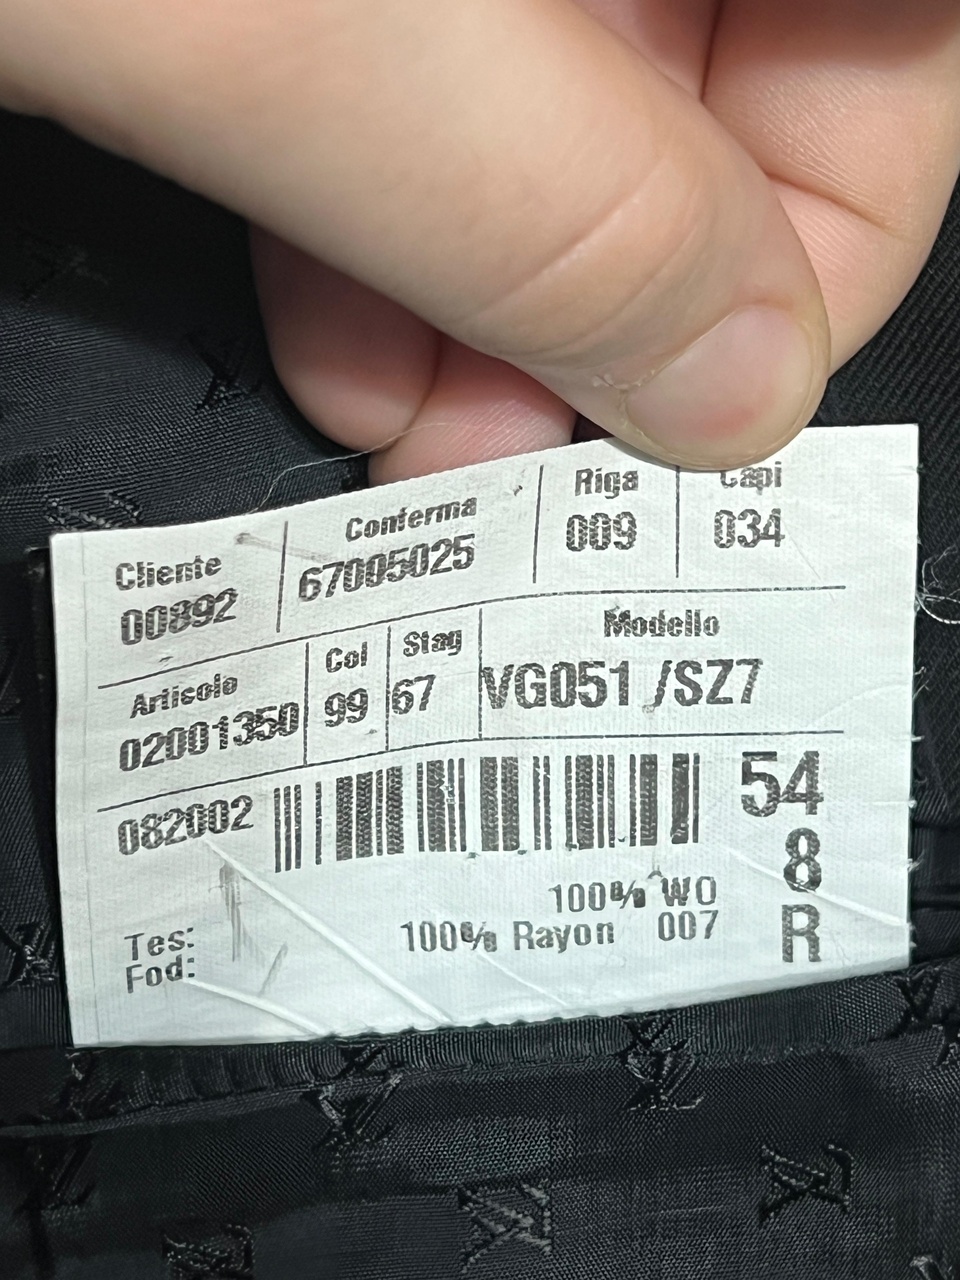 Cliente Conferma Riga Capi
00892 67005025 009 034
Articolo Col Stag Modello
02001350 99 67 VG051 /SZ7
082002 54
8
R
100% WO
Tes:
100% Rayon 007
Fod: